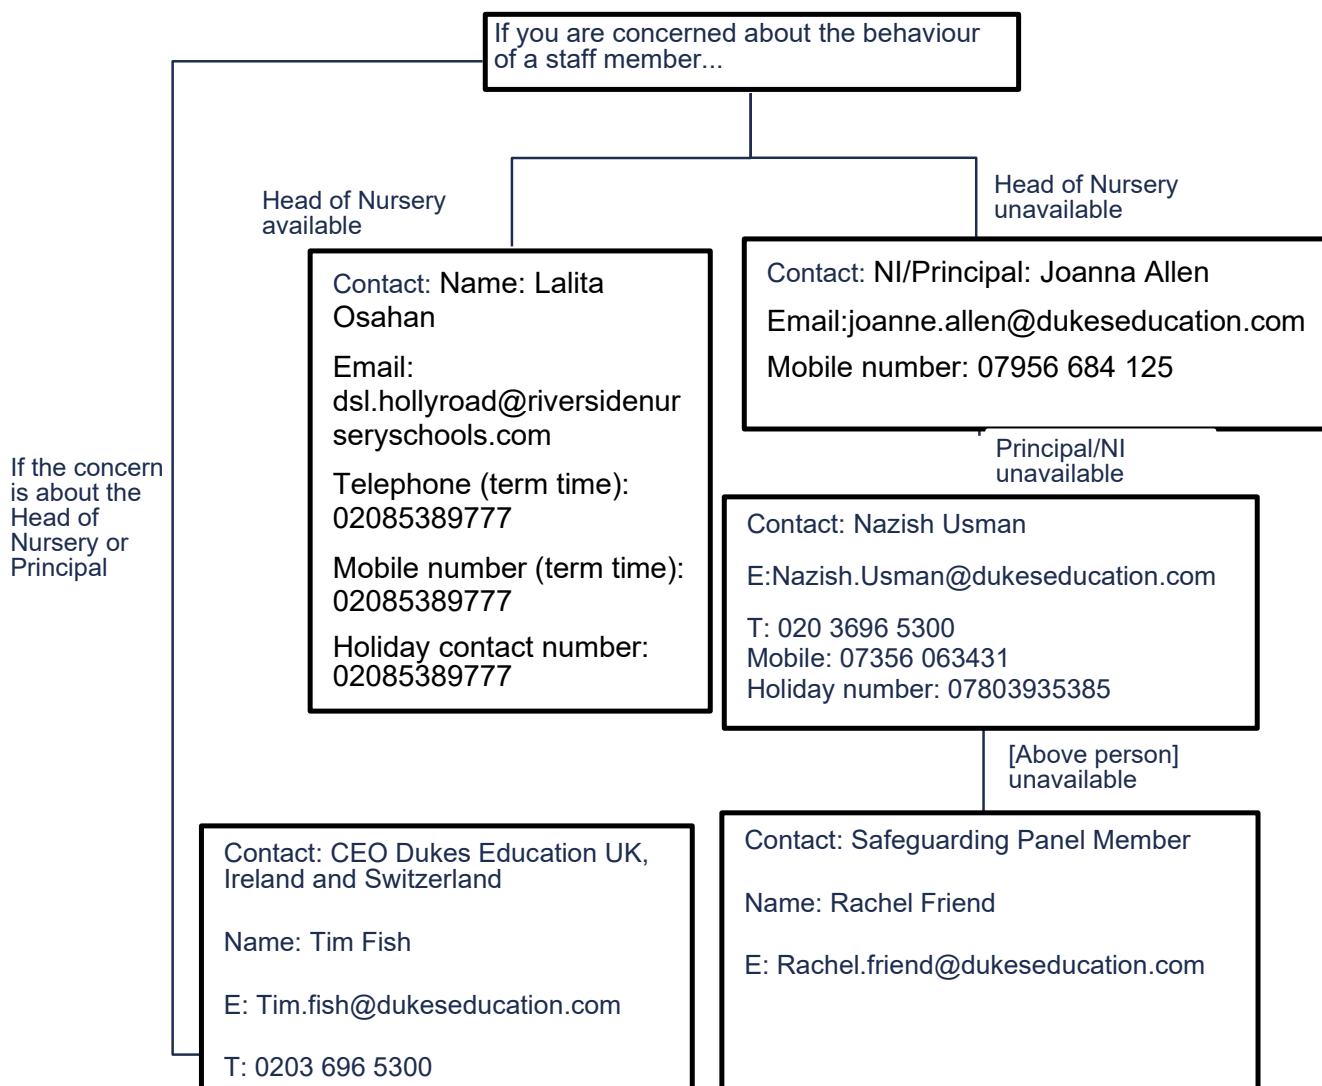 If you are concerned about the behaviour
of a staff member...
Head of Nursery
available
Head of Nursery
unavailable
Contact: Name: Lalita
Osahan
Email:
dsl.hollyroad@riversidenur
seryschools.com
Telephone (term time):
02085389777
Mobile number (term time):
02085389777
Holiday contact number:
02085389777
Contact: NI/Principal: Joanna Allen
Email:joanne.allen@dukeseducation.com
Mobile number: 07956 684 125
Principal/NI
unavailable
If the concern
is about the
Head of
Nursery or
Principal
Contact: Nazish Usman
E:Nazish.Usman@dukeseducation.com
T: 020 3696 5300
Mobile: 07356 063431
Holiday number: 07803935385
[Above person]
unavailable
Contact: CEO Dukes Education UK,
Ireland and Switzerland
Name: Tim Fish
E: Tim.fish@dukeseducation.com
T: 0203 696 5300
Contact: Safeguarding Panel Member
Name: Rachel Friend
E: Rachel.friend@dukeseducation.com